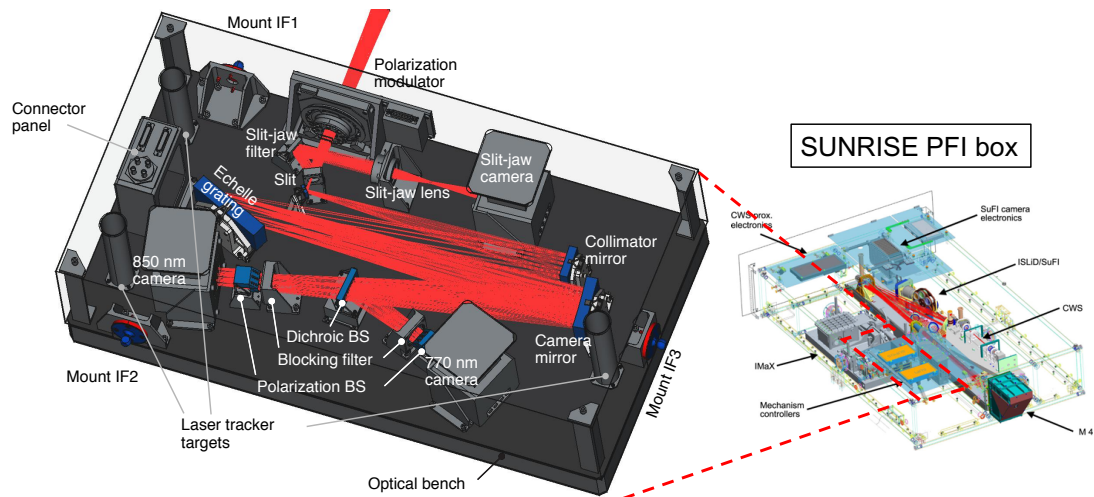 Mount IF1
Polarization
modulator
Connector
panel
Slit-jaw
filter
Slit-jaw
camera
Slit
Slit-jaw lens
Echelle
grating
Collimator
mirror
850 nm
camera
Dichroic BS
Camera
mirror
Blocking filter
770 nm
camera
Polarization BS
Mount IF2
Mount IF3
Laser tracker
targets
Optical bench
SUNRISE PFI box
CWS prox.
electronics
SuFI camera
electronics
ISLiD/SuFI
CWS
IMaX
Mechanism
controllers
M 4